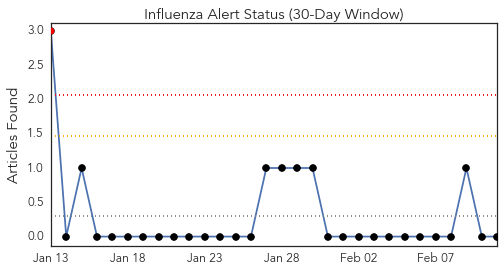 Influenza Alert Status (30-Day Window)
Articles Found
3.0
2.5
2.0
1.5
1.0
0.5
0.0
Jan 13 Jan 18 Jan 23 Jan 28 Feb 02 Feb 07